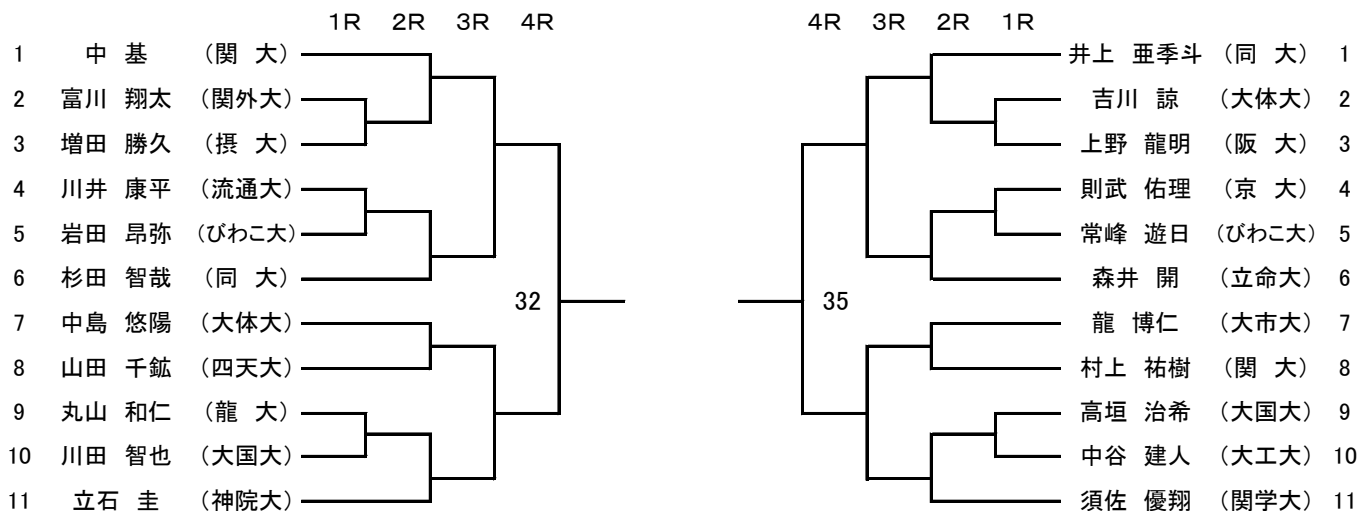 1R 2R 3R 4R
1 中 基 (関 大)
2 富川 翔太 (関外大)
3 増田 勝久 (摂 大)
4 川井 康平 (流通大)
5 岩田 昂弥 (びわこ大)
6 杉田 智哉 (同 大)
7 中島 悠陽 (大体大)
8 山田 千鉱 (四天大)
9 丸山 和仁 (龍 大)
10 川田 智也 (大国大)
11 立石 圭 (神院大)
32
4R 3R 2R 1R
井上 亜季斗 (同 大) 1
吉川 諒 (大体大) 2
上野 龍明 (阪 大) 3
則武 佑理 (京 大) 4
常峰 遊日 (びわこ大) 5
森井 開 (立命大) 6
龍 博仁 (大市大) 7
村上 祐樹 (関 大) 8
高垣 治希 (大国大) 9
中谷 建人 (大工大) 10
須佐 優翔 (関学大) 11
35